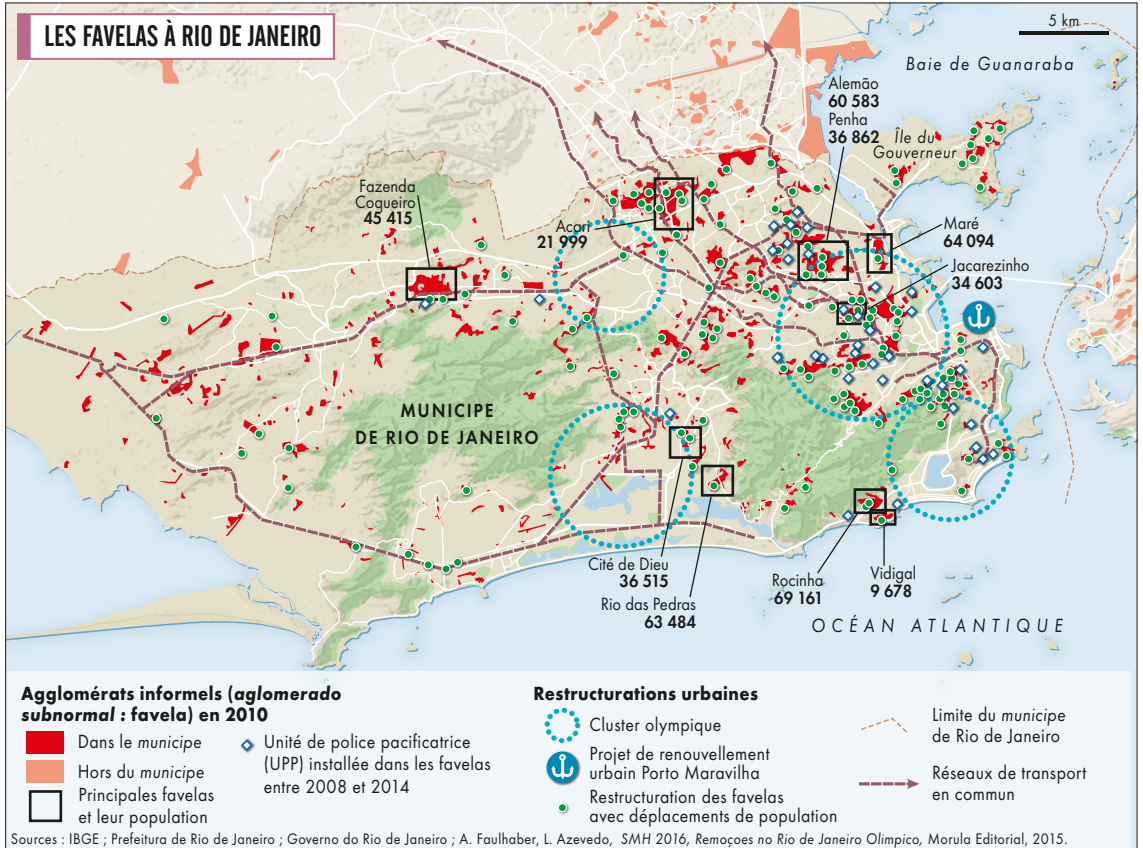 LES FAVELAS À RIO DE JANEIRO
5 km
Baie de Guanaraba
Alemão
60 583
Penha
36 862
Île du
Gouverneur
Fazenda
Coqueiro
45 415
Acari
21 999
Maré
64 094
Jacarezinho
34 603
MUNICIPE
DE RIO DE JANEIRO
Cité de Dieu
36 515
Rio das Pedras
63 484
Rocinha
69 161
Vidigal
9 678
OCÉAN ATLANTIQUE
Agglomérats informels (aglomerado
subnormal : favela) en 2010
Dans le municipe
Hors du municipe
Principales favelas
et leur population
Unité de police pacificatrice
(UPP) installée dans les favelas
entre 2008 et 2014
Restructurations urbaines
Cluster olympique
Projet de renouvellement
urbain Porto Maravilha
Restructuration des favelas
avec déplacements de population
Limite du municipe
de Rio de Janeiro
Réseaux de transport
en commun
Sources : IBGE ; Prefeitura de Rio de Janeiro ; Governo do Rio de Janeiro ; A. Faulhaber, L. Azevedo, SMH 2016, Remoçoes no Rio de Janeiro Olimpico, Morula Editorial, 2015.